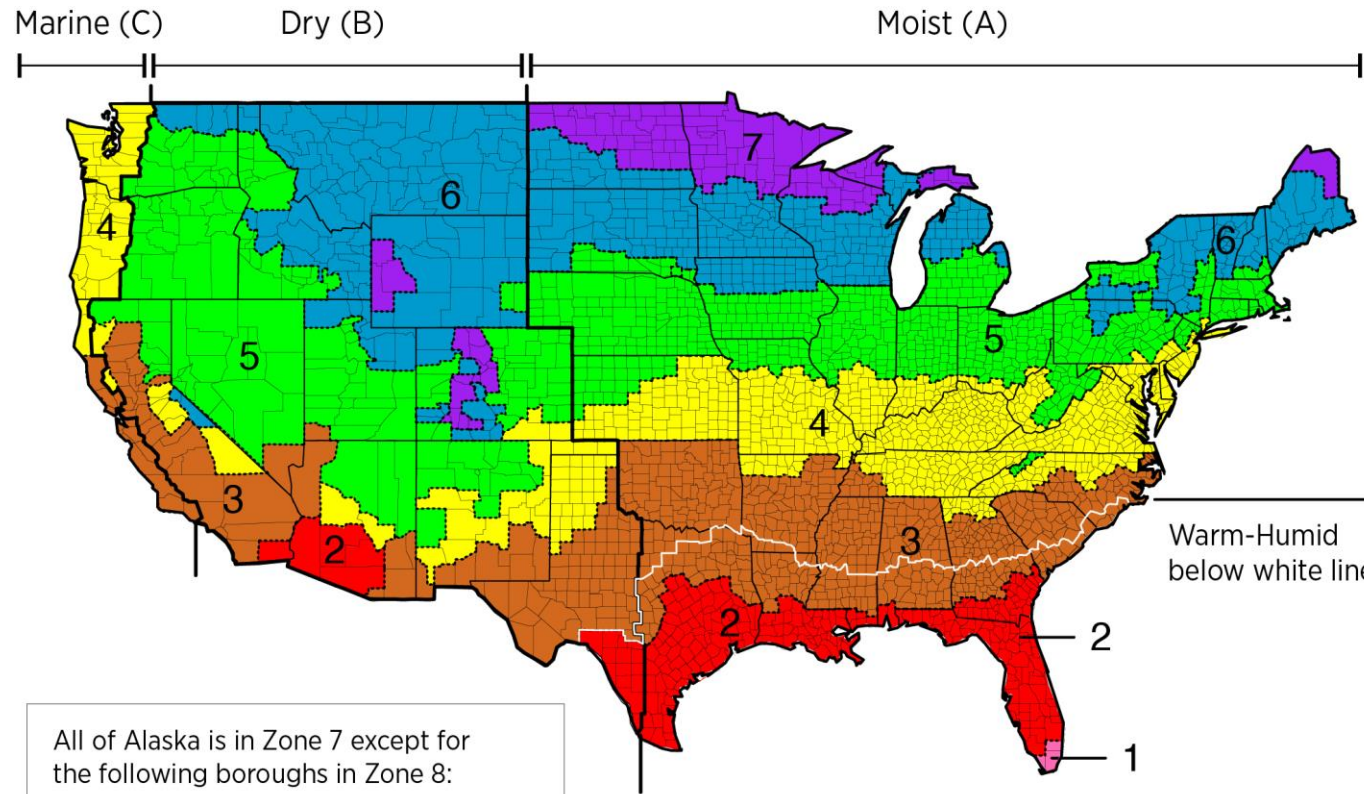 Marine (C) Dry (B) Moist (A)
7
6
4
6
5
5
4
3
3
2
Warm-Humid
below white line
2
2
1
All of Alaska is in Zone 7 except for
the following boroughs in Zone 8: